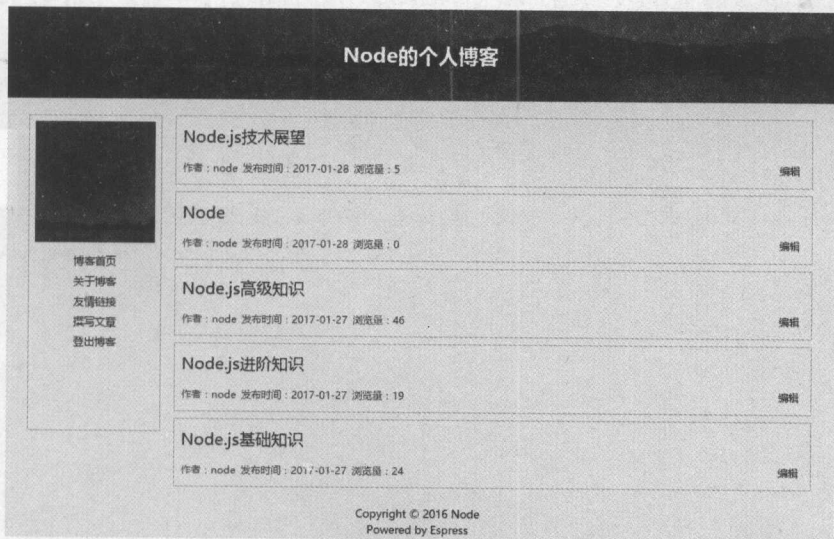 Node的个人博客
博客首页
关于博客
友情链接
撰写文章
登出博客
Node.js技术展望
作者：node 发布时间：2017-01-28 浏览量：5
编辑
Node
作者：node 发布时间：2017-01-28 浏览量：0
编辑
Node.js高级知识
作者：node 发布时间：2017-01-27 浏览量：46
编辑
Node.js进阶知识
作者：node 发布时间：2017-01-27 浏览量：19
编辑
Node.js基础知识
作者：node 发布时间：2017-01-27 浏览量：24
编辑
Copyright © 2016 Node
Powered by Espress